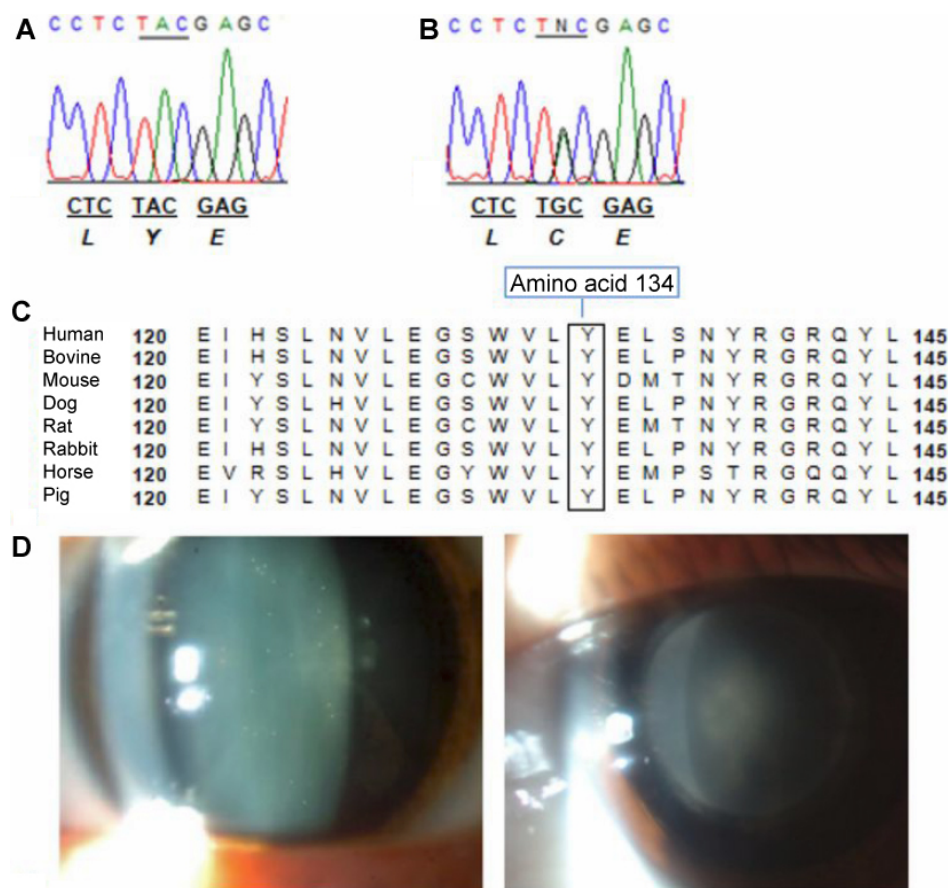 A
C C T C T A C G A G C
CTC TAC GAG
L Y E
B
C C T C T N C G A G C
CTC TGC GAG
L C E
Amino acid 134
C
Human 120 E I H S L N V L E G S W V L Y E L S N Y R G R Q Y L 145
Bovine 120 E I H S L N V L E G S W V L Y E L P N Y R G R Q Y L 145
Mouse 120 E I Y S L N V L E G C W V L Y D M T N Y R G R Q Y L 145
Dog 120 E I Y S L H V L E G S W V L Y E L P N Y R G R Q Y L 145
Rat 120 E I Y S L N V L E G C W V L Y E M T N Y R G R Q Y L 145
Rabbit 120 E I H S L N V L E G S W V L Y E L P N Y R G R Q Y L 145
Horse 120 E V R S L H V L E G Y W V L Y E M P S T R G Q Q Y L 145
Pig 120 E I Y S L N V L E G S W V L Y E L P N Y R G R Q Y L 145
D